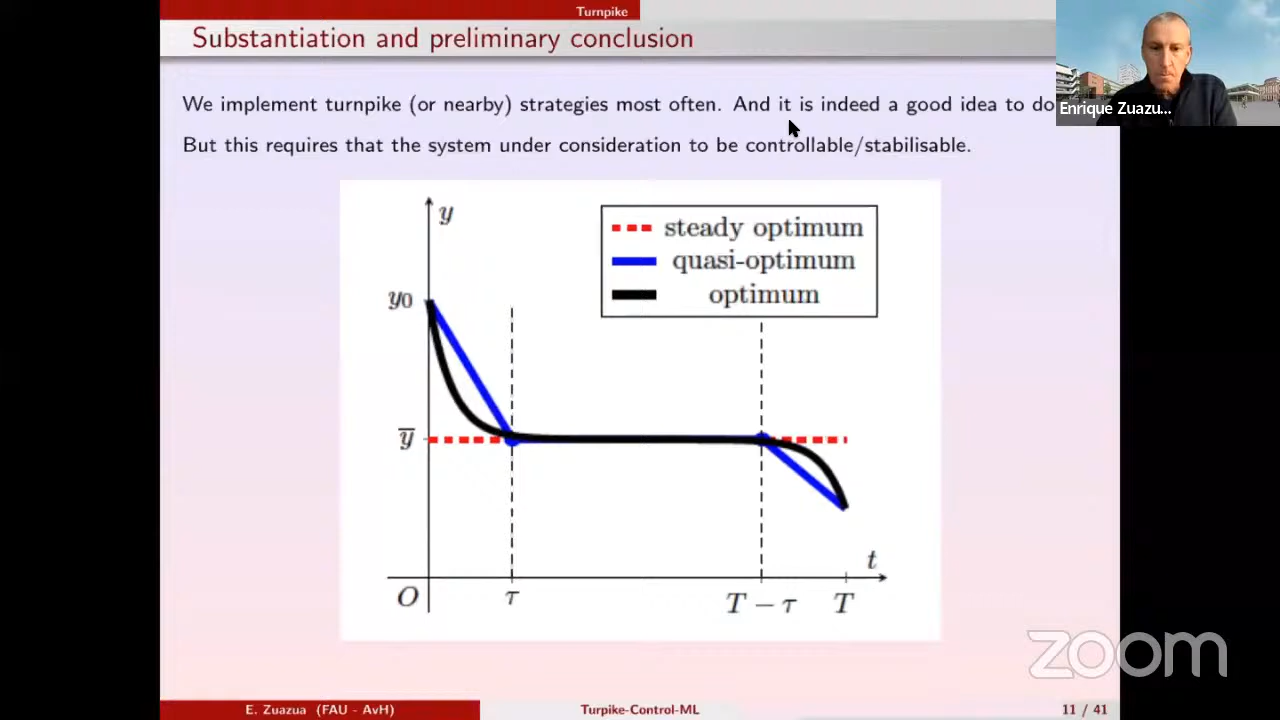 Turnpike
Substantiation and preliminary conclusion
We implement turnpike (or nearby) strategies most often. And it is indeed a good idea to do
But this requires that the system under consideration to be controllable/stabilisable.
Enrique Zuazu...
y
steady optimum
quasi-optimum
optimum
y0
y̅
t
O
τ
T − τ
T
zoom
E. Zuazua (FAU - AvH)
Turpike-Control-ML
11 / 41